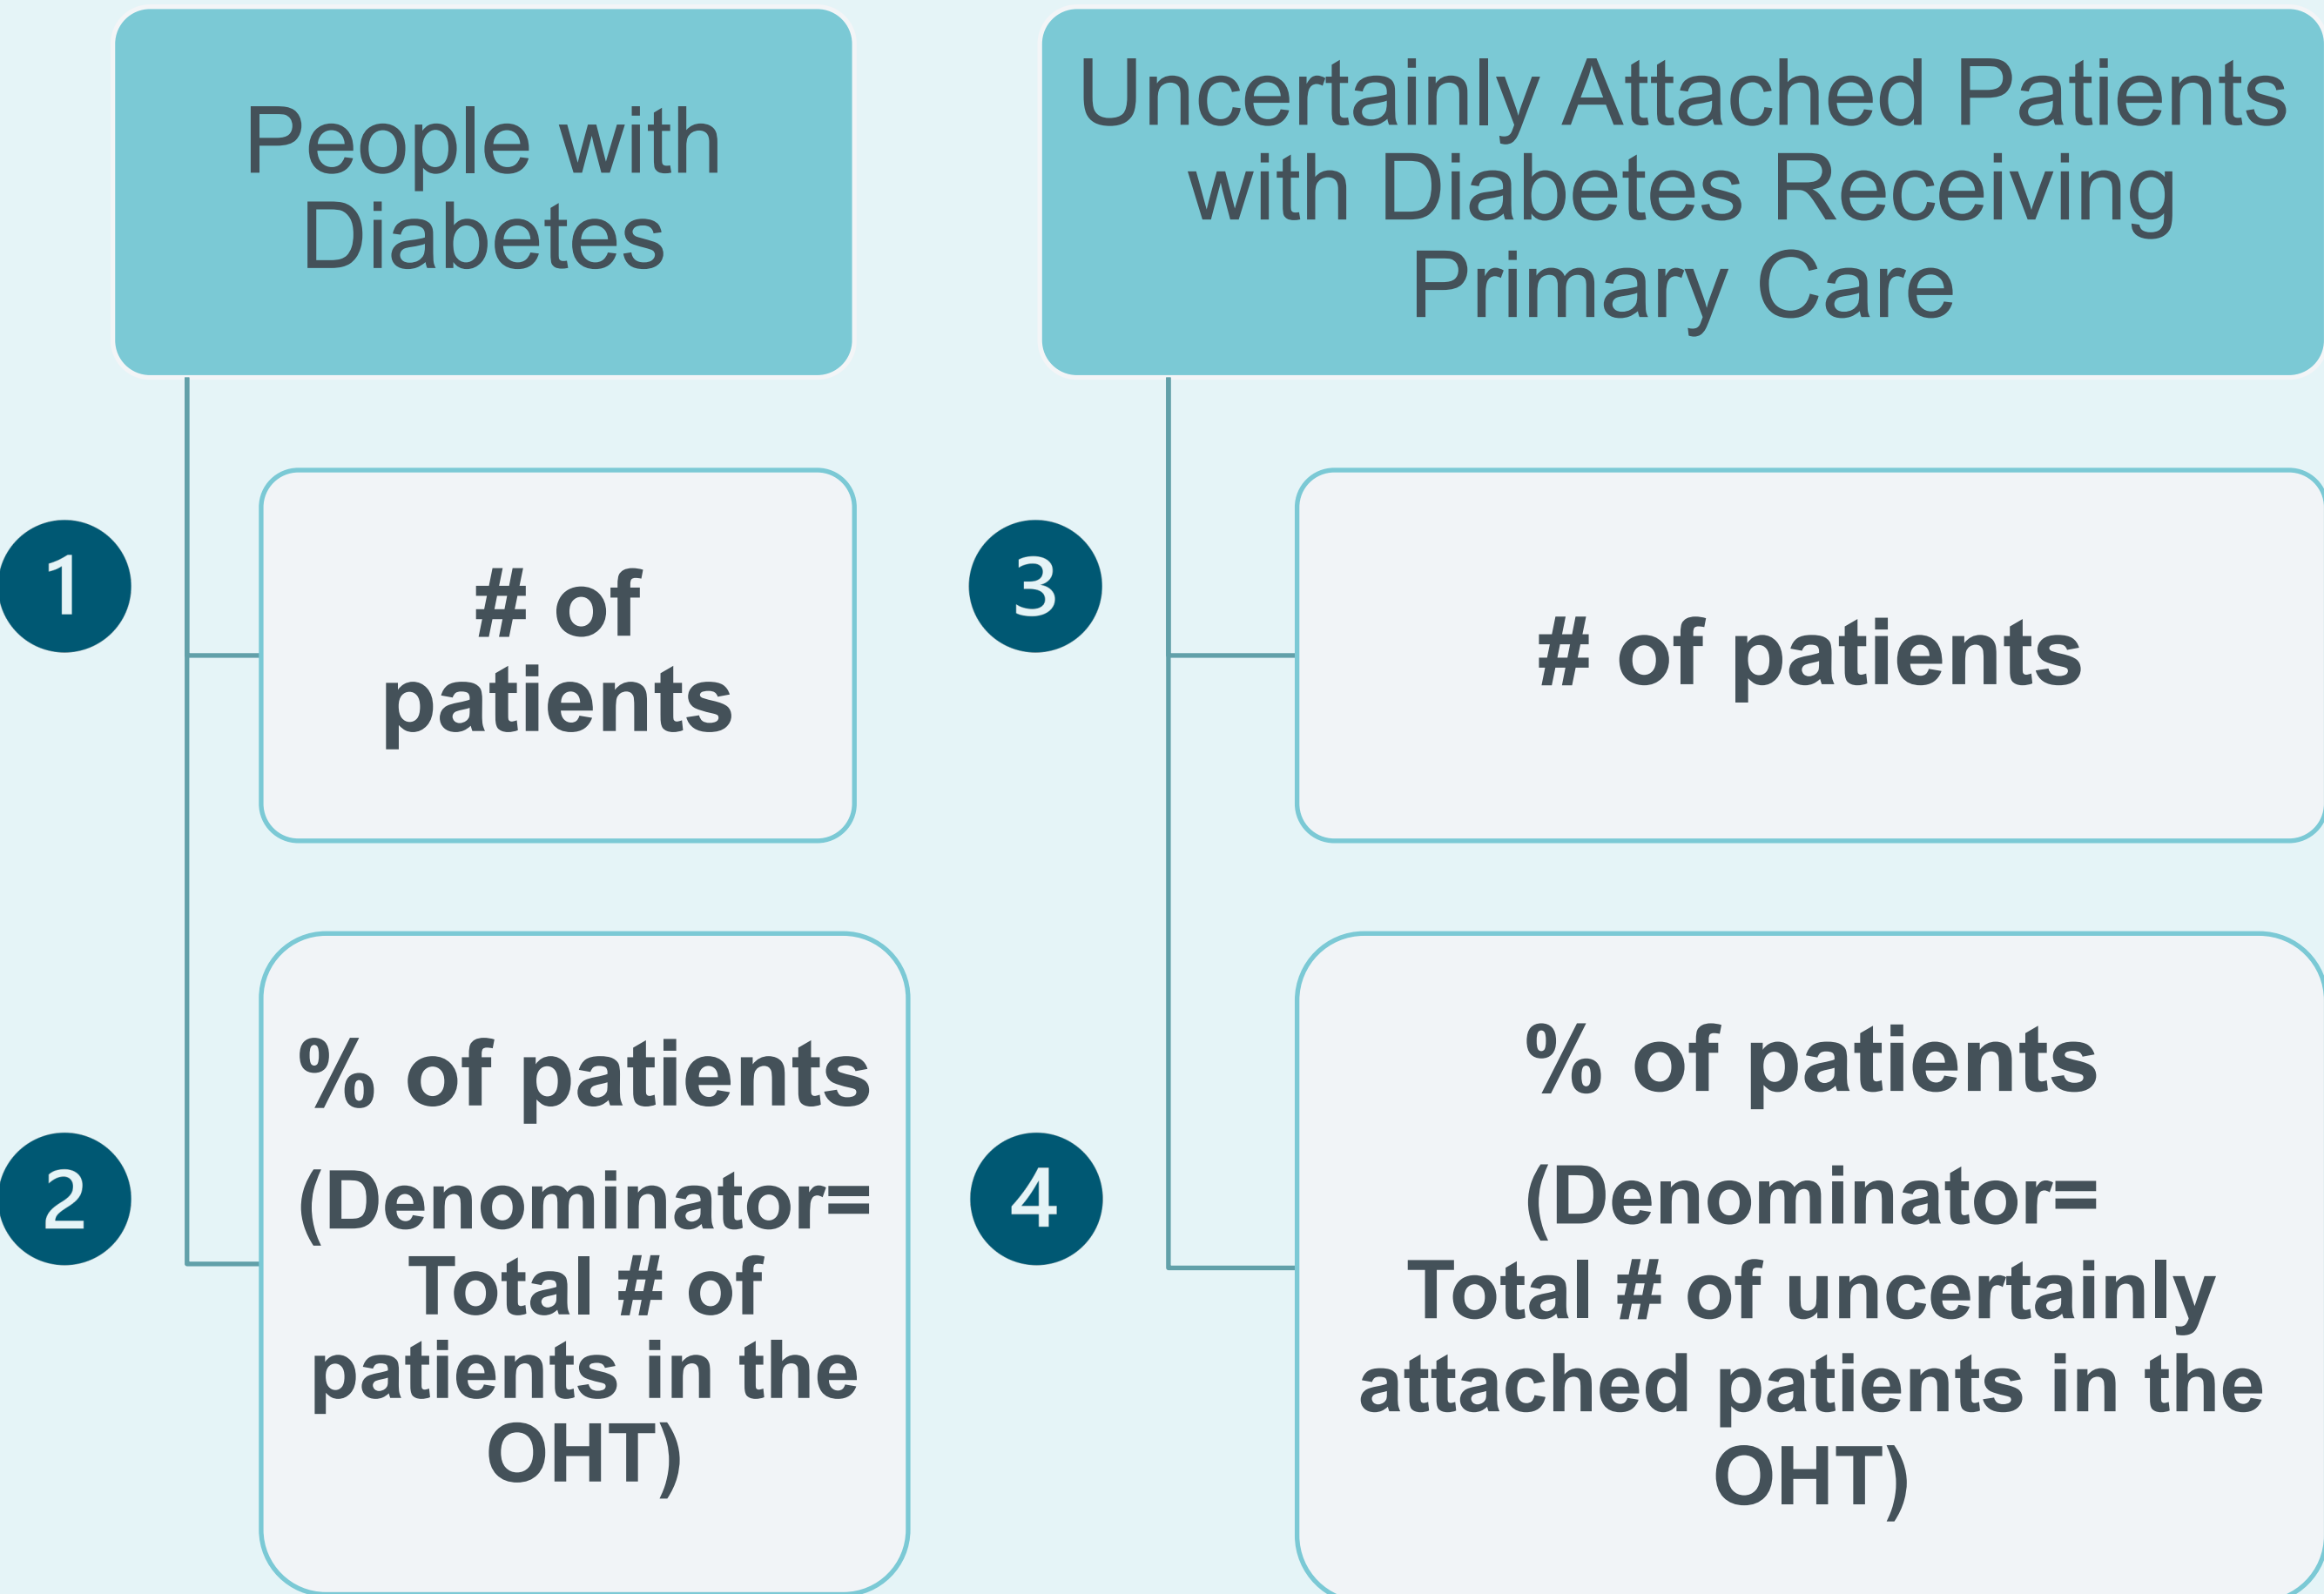 People with
Diabetes
1
# of
patients
2
% of patients
(Denominator=
Total # of
patients in the
OHT)
Uncertainly Attached Patients
with Diabetes Receiving
Primary Care
3
# of patients
4
% of patients
(Denominator=
Total # of uncertainly
attached patients in the
OHT)